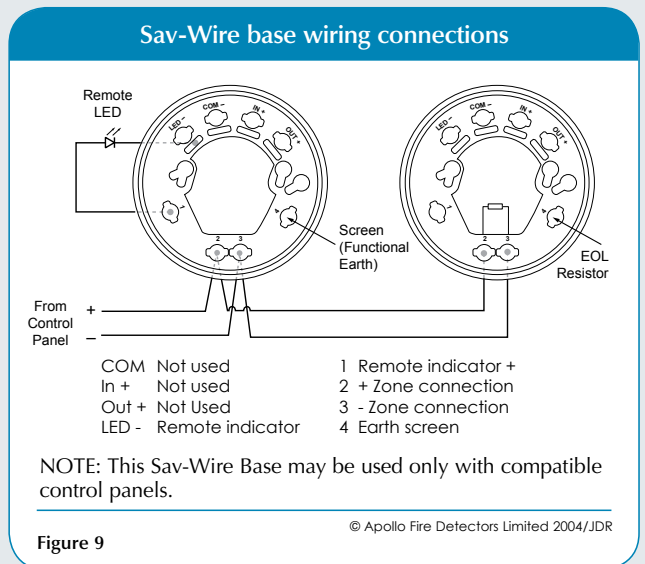 Sav-Wire base wiring connections
Remote
LED
LED –
COM –
IN +
OUT +
1
2
3
4
LED –
COM –
IN +
OUT +
1
2
3
4
Screen
(Functional
Earth)
EOL
Resistor
From
Control
Panel
+
–
COM Not used
In + Not used
Out + Not Used
LED - Remote indicator
1 Remote indicator +
2 + Zone connection
3 - Zone connection
4 Earth screen
NOTE: This Sav-Wire Base may be used only with compatible
control panels.
© Apollo Fire Detectors Limited 2004/JDR
Figure 9